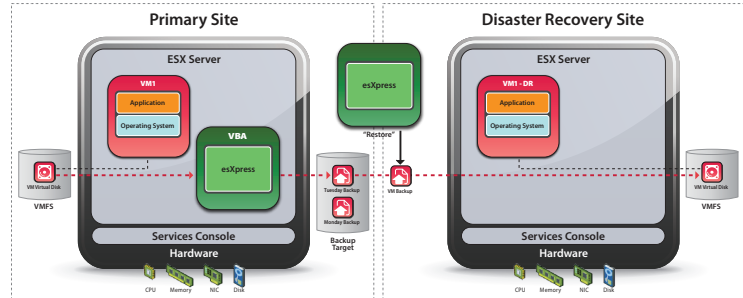 Primary Site
Disaster Recovery Site
ESX Server
VM1
Application
Operating System
VBA
esXpress
VM Virtual Disk
VMFS
Services Console
Hardware
CPU
Memory
NIC
Disk
esXpress
"Restore"
Tuesday Backup
Monday Backup
Backup
Target
VM Backup
ESX Server
VM1 - DR
Application
Operating System
VM Virtual Disk
VMFS
Services Console
Hardware
CPU
Memory
NIC
Disk